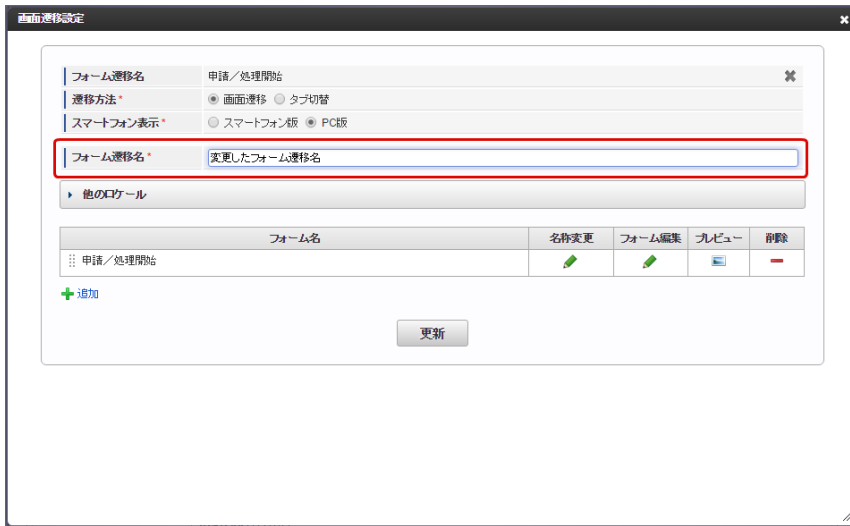 画面遷移設定
フォーム遷移名 申請／処理開始
遷移方法* 画面遷移 タブ切替
スマートフォン表示* スマートフォン版 PC版
フォーム遷移名* 変更したフォーム遷移名
他のロケール
フォーム名 名称変更 フォーム編集 プレビュー 削除
申請／処理開始
追加
更新